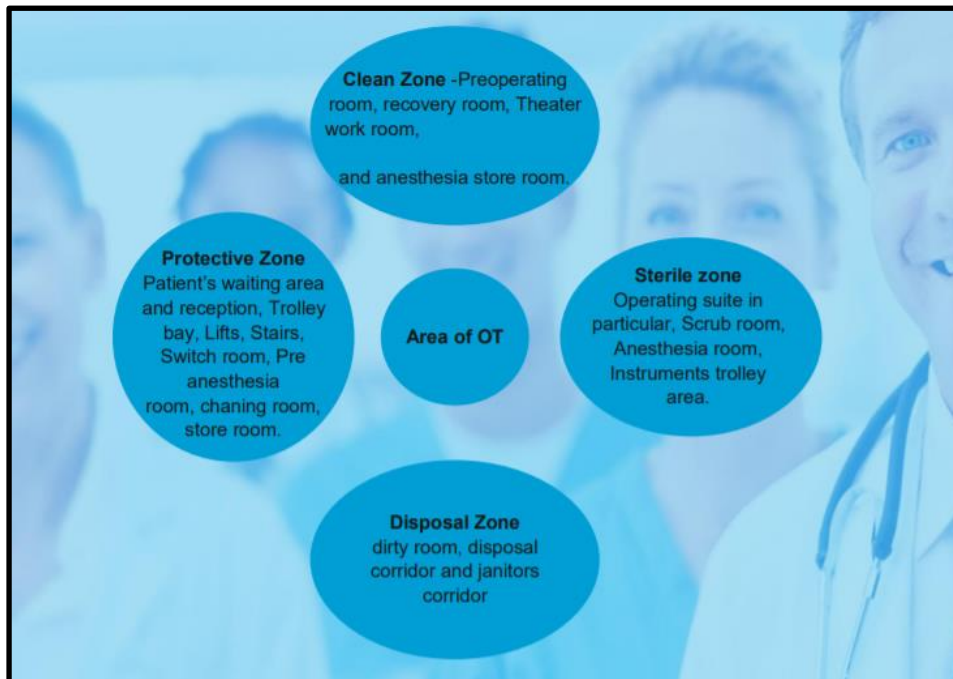 Clean Zone -Preoperating
room, recovery room, Theater
work room,
and anesthesia store room.
Protective Zone
Patient's waiting area
and reception, Trolley
bay, Lifts, Stairs,
Switch room, Pre
anesthesia
room, chaning room,
store room.
Area of OT
Sterile zone
Operating suite in
particular, Scrub room,
Anesthesia room,
Instruments trolley
area.
Disposal Zone
dirty room, disposal
corridor and janitors
corridor